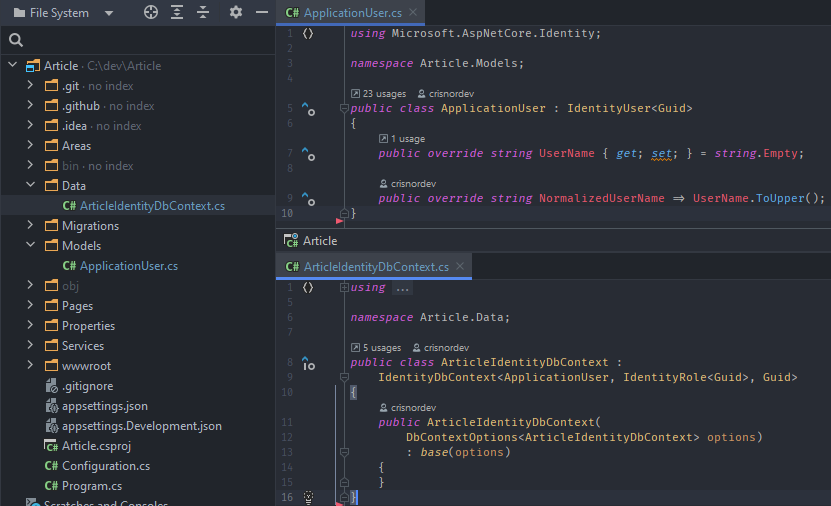 File System
Article C:\dev\Article
.git no index
.github no index
.idea no index
Areas
bin no index
Data
C# ArticleIdentityDbContext.cs
Migrations
Models
C# ApplicationUser.cs
obj
Pages
Properties
Services
wwwroot
.gitignore
appsettings.json
appsettings.Development.json
Article.csproj
C# Configuration.cs
C# Program.cs
Scratches and Consoles
C# ApplicationUser.cs
1 using Microsoft.AspNetCore.Identity;
2
3 namespace Article.Models;
4
23 usages crisnordev
5 public class ApplicationUser : IdentityUser<Guid>
6 {
1 usage
7 public override string UserName { get; set; } = string.Empty;
8
crisnordev
9 public override string NormalizedUserName => UserName.ToUpper();
10 }
Article
C# ArticleIdentityDbContext.cs
1 using ...
5
6 namespace Article.Data;
7
5 usages crisnordev
8 public class ArticleIdentityDbContext :
9 IdentityDbContext<ApplicationUser, IdentityRole<Guid>, Guid>
10 {
crisnordev
11 public ArticleIdentityDbContext(
12 DbContextOptions<ArticleIdentityDbContext> options)
13 : base(options)
14 {
15 }
16 }